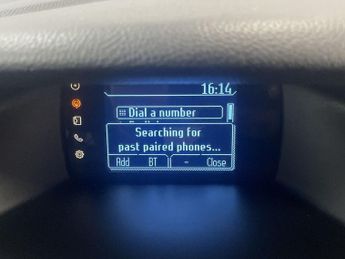 16:14
Dial a number
Searching for
past paired phones...
Add BT - Close